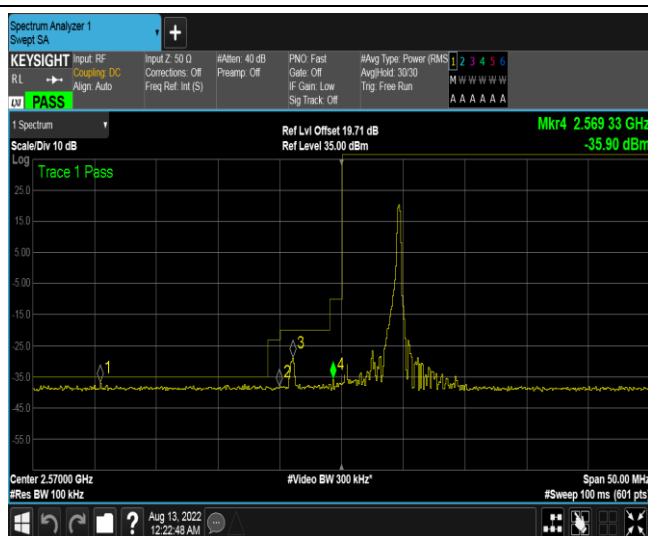 Spectrum Analyzer 1
Swept SA
KEYSIGHT
RL
LXI
PASS
Input: RF
Coupling: DC
Align: Auto
Input Z: 50 Ω
Corrections: Off
Freq Ref: Int (S)
#Atten: 40 dB
Preamp: Off
PNO: Fast
Gate: Off
IF Gain: Low
Sig Track: Off
#Avg Type: Power (RMS
Avg|Hold: 30/30
Trig: Free Run
1 2 3 4 5 6
M W W W W W
A A A A A A
1 Spectrum
Scale/Div 10 dB
Ref Lvl Offset 19.71 dB
Ref Level 35.00 dBm
Mkr4 2.569 33 GHz
-35.90 dBm
Log
Trace 1 Pass
25.0
15.0
5.00
-5.00
-15.0
-25.0
-35.0
-45.0
-55.0
1
2
3
4
Center 2.57000 GHz
#Res BW 100 kHz
#Video BW 300 kHz*
Span 50.00 MHz
#Sweep 100 ms (601 pts)
?
Aug 13, 2022
12:22:48 AM